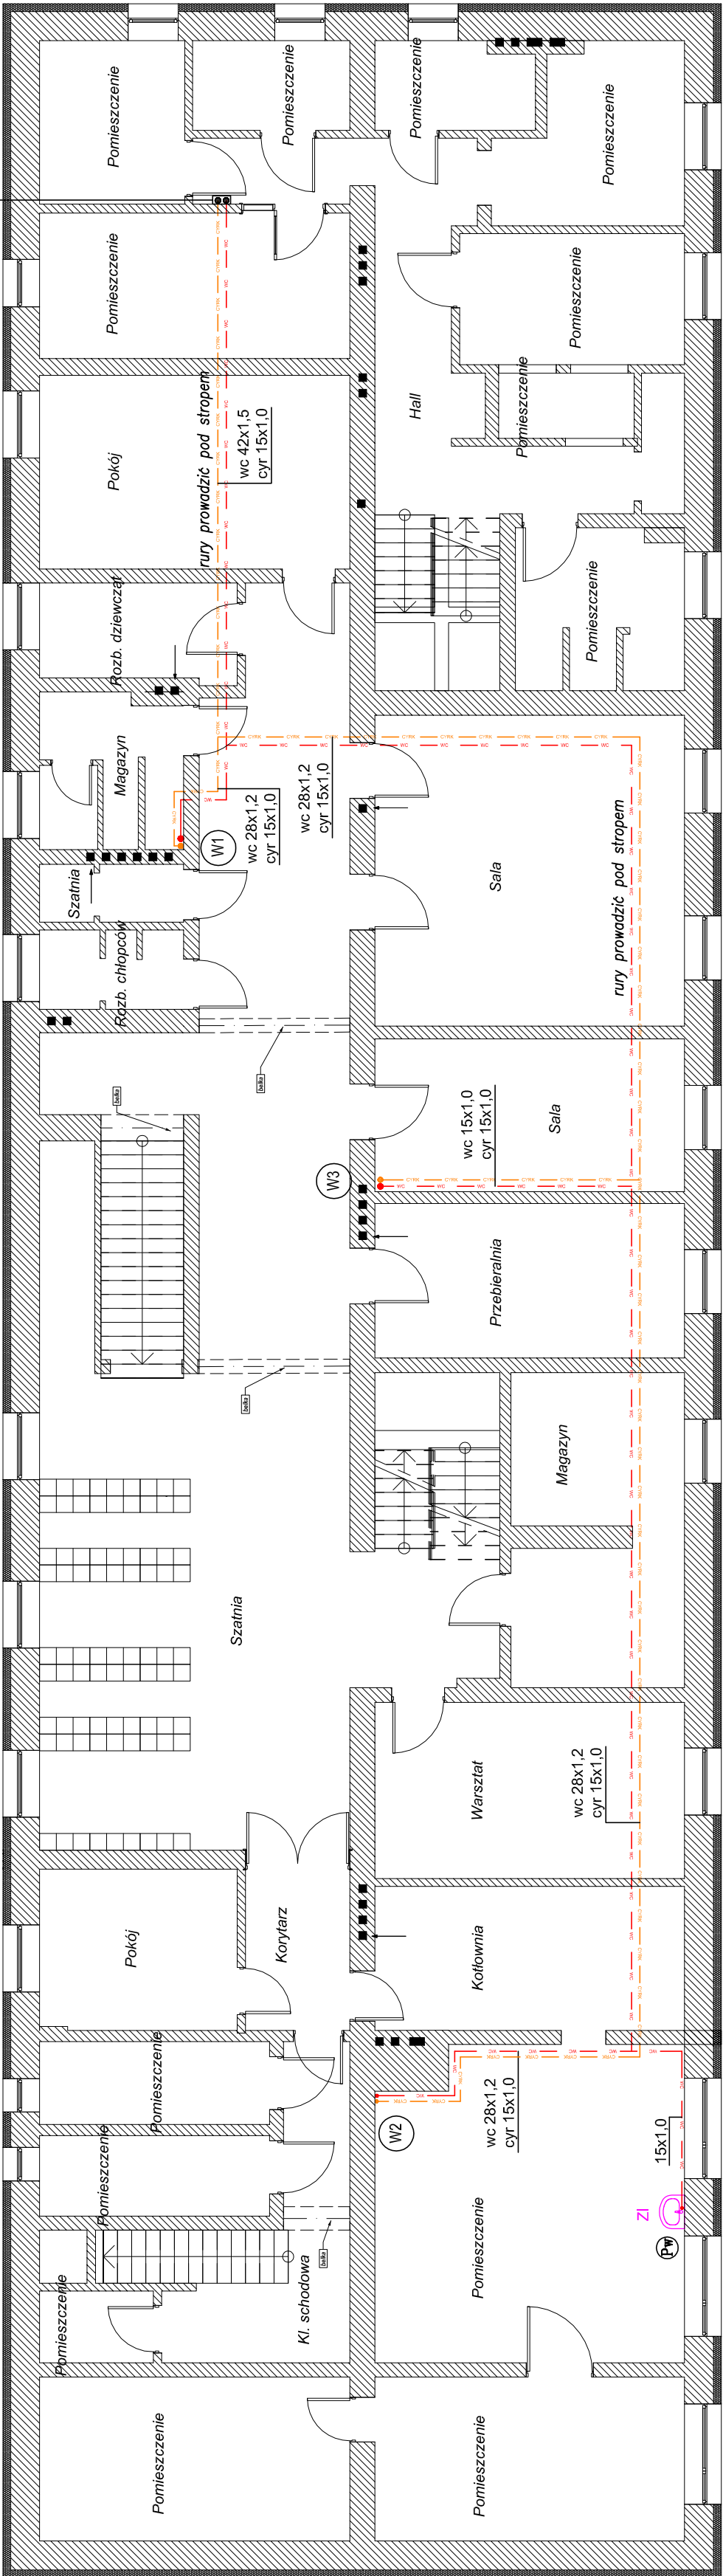 Pomieszczenie
Pomieszczenie
Pomieszczenie
Pomieszczenie
Pomieszczenie
Pomieszczenie
Pomieszczenie
Pokój
rury prowadzić pod stropem
wc 42x1,5
cyr 15x1,0
Hall
Rozb. dziewcząt
Pomieszczenie
Magazyn
W1
wc 28x1,2
cyr 15x1,0
wc 28x1,2
cyr 15x1,0
Szatnia
Rozb. chłopców
Sala
rury prowadzić pod stropem
belka
belka
W3
wc 15x1,0
cyr 15x1,0
Sala
Przebieralnia
belka
Magazyn
Szatnia
Warsztat
wc 28x1,2
cyr 15x1,0
Pokój
Korytarz
Kotłownia
Pomieszczenie
Pomieszczenie
W2
wc 28x1,2
cyr 15x1,0
15x1,0
Zl
Pw
Pomieszczenie
belka
Kl. schodowa
Pomieszczenie
Pomieszczenie
Pomieszczenie
CYRK
WC